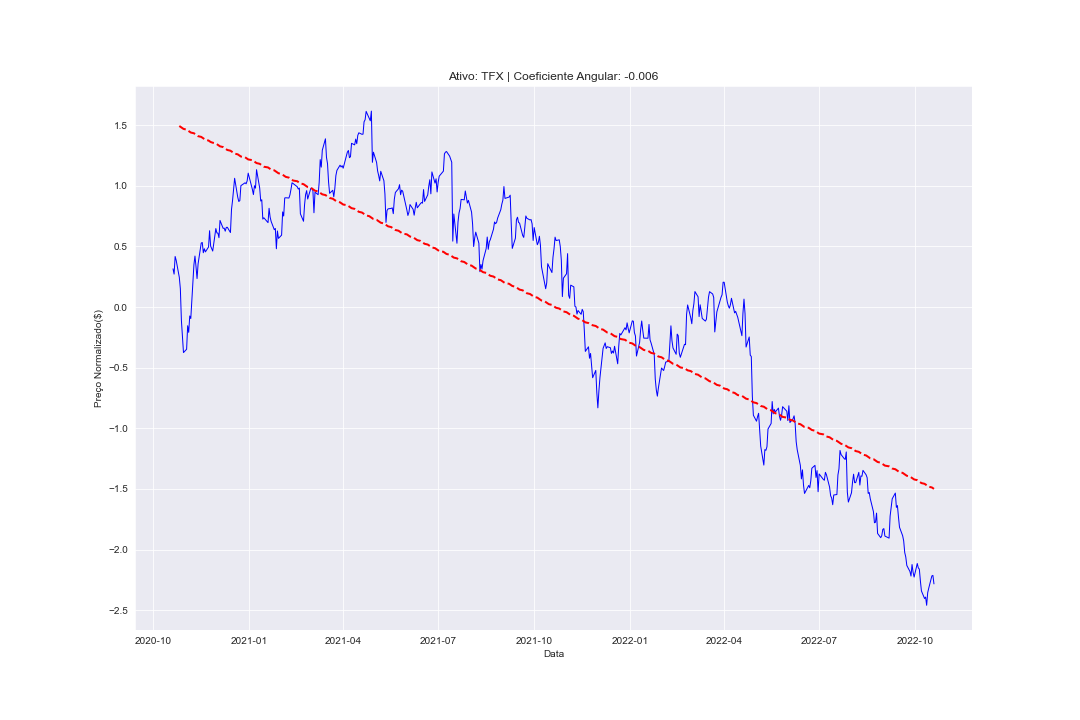 Ativo: TFX | Coeficiente Angular: -0.006
Preço Normalizado($)
1.5
1.0
0.5
0.0
−0.5
−1.0
−1.5
−2.0
−2.5
2020-10 2021-01 2021-04 2021-07 2021-10 2022-01 2022-04 2022-07 2022-10
Data